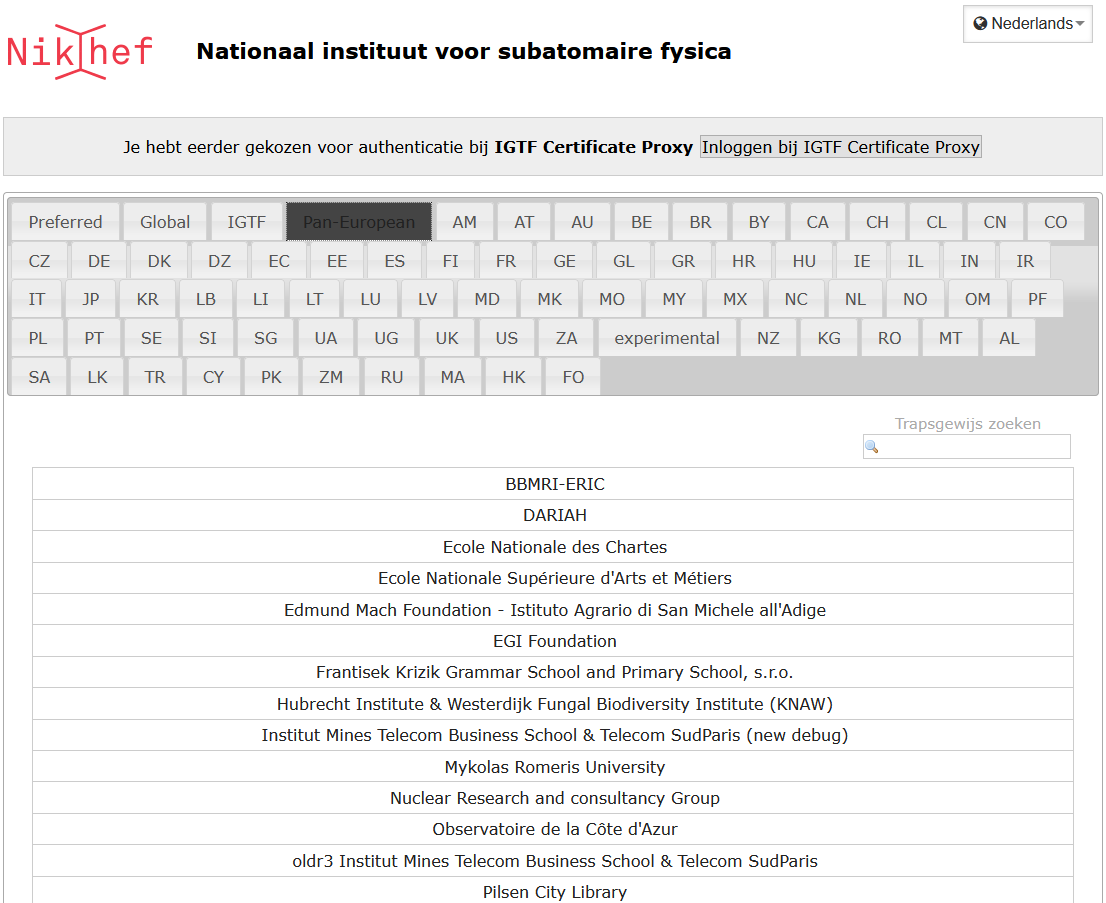 Nikhef
Nationaal instituut voor subatomaire fysica
Nederlands
Je hebt eerder gekozen voor authenticatie bij IGTF Certificate Proxy Inloggen bij IGTF Certificate Proxy
Preferred Global IGTF Pan-European AM AT AU BE BR BY CA CH CL CN CO
CZ DE DK DZ EC EE ES FI FR GE GL GR HR HU IE IL IN IR
IT JP KR LB LI LT LU LV MD MK MO MY MX NC NL NO OM PF
PL PT SE SI SG UA UG UK US ZA experimental NZ KG RO MT AL
SA LK TR CY PK ZM RU MA HK FO
Trapsgewijs zoeken
BBMRI-ERIC
DARIAH
Ecole Nationale des Chartes
Ecole Nationale Supérieure d'Arts et Métiers
Edmund Mach Foundation - Istituto Agrario di San Michele all'Adige
EGI Foundation
Frantisek Krizik Grammar School and Primary School, s.r.o.
Hubrecht Institute & Westerdijk Fungal Biodiversity Institute (KNAW)
Institut Mines Telecom Business School & Telecom SudParis (new debug)
Mykolas Romeris University
Nuclear Research and consultancy Group
Observatoire de la Côte d'Azur
oldr3 Institut Mines Telecom Business School & Telecom SudParis
Pilsen City Library